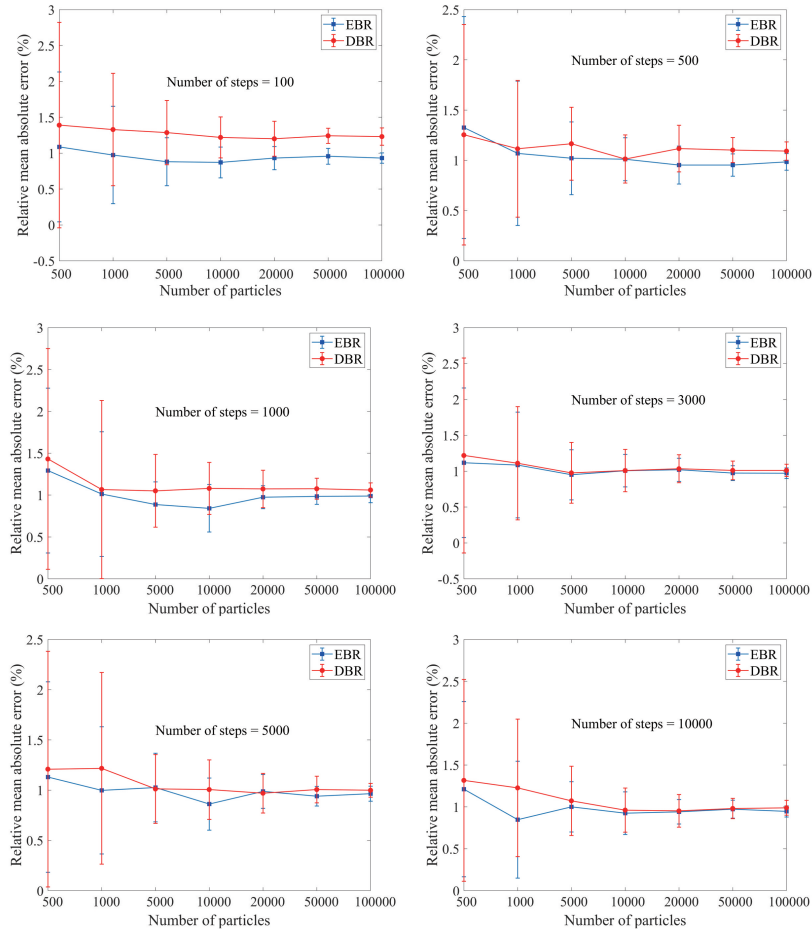 3
2.5
2
1.5
1
0.5
0
-0.5
Relative mean absolute error (%)
EBR
DBR
Number of steps = 100
500 1000 5000 10000 20000 50000 100000
Number of particles
2.5
2
1.5
1
0.5
0
Relative mean absolute error (%)
EBR
DBR
Number of steps = 500
500 1000 5000 10000 20000 50000 100000
Number of particles
3
2.5
2
1.5
1
0.5
0
Relative mean absolute error (%)
EBR
DBR
Number of steps = 1000
500 1000 5000 10000 20000 50000 100000
Number of particles
3
2.5
2
1.5
1
0.5
0
-0.5
Relative mean absolute error (%)
EBR
DBR
Number of steps = 3000
500 1000 5000 10000 20000 50000 100000
Number of particles
2.5
2
1.5
1
0.5
0
Relative mean absolute error (%)
EBR
DBR
Number of steps = 5000
500 1000 5000 10000 20000 50000 100000
Number of particles
3
2.5
2
1.5
1
0.5
0
Relative mean absolute error (%)
EBR
DBR
Number of steps = 10000
500 1000 5000 10000 20000 50000 100000
Number of particles